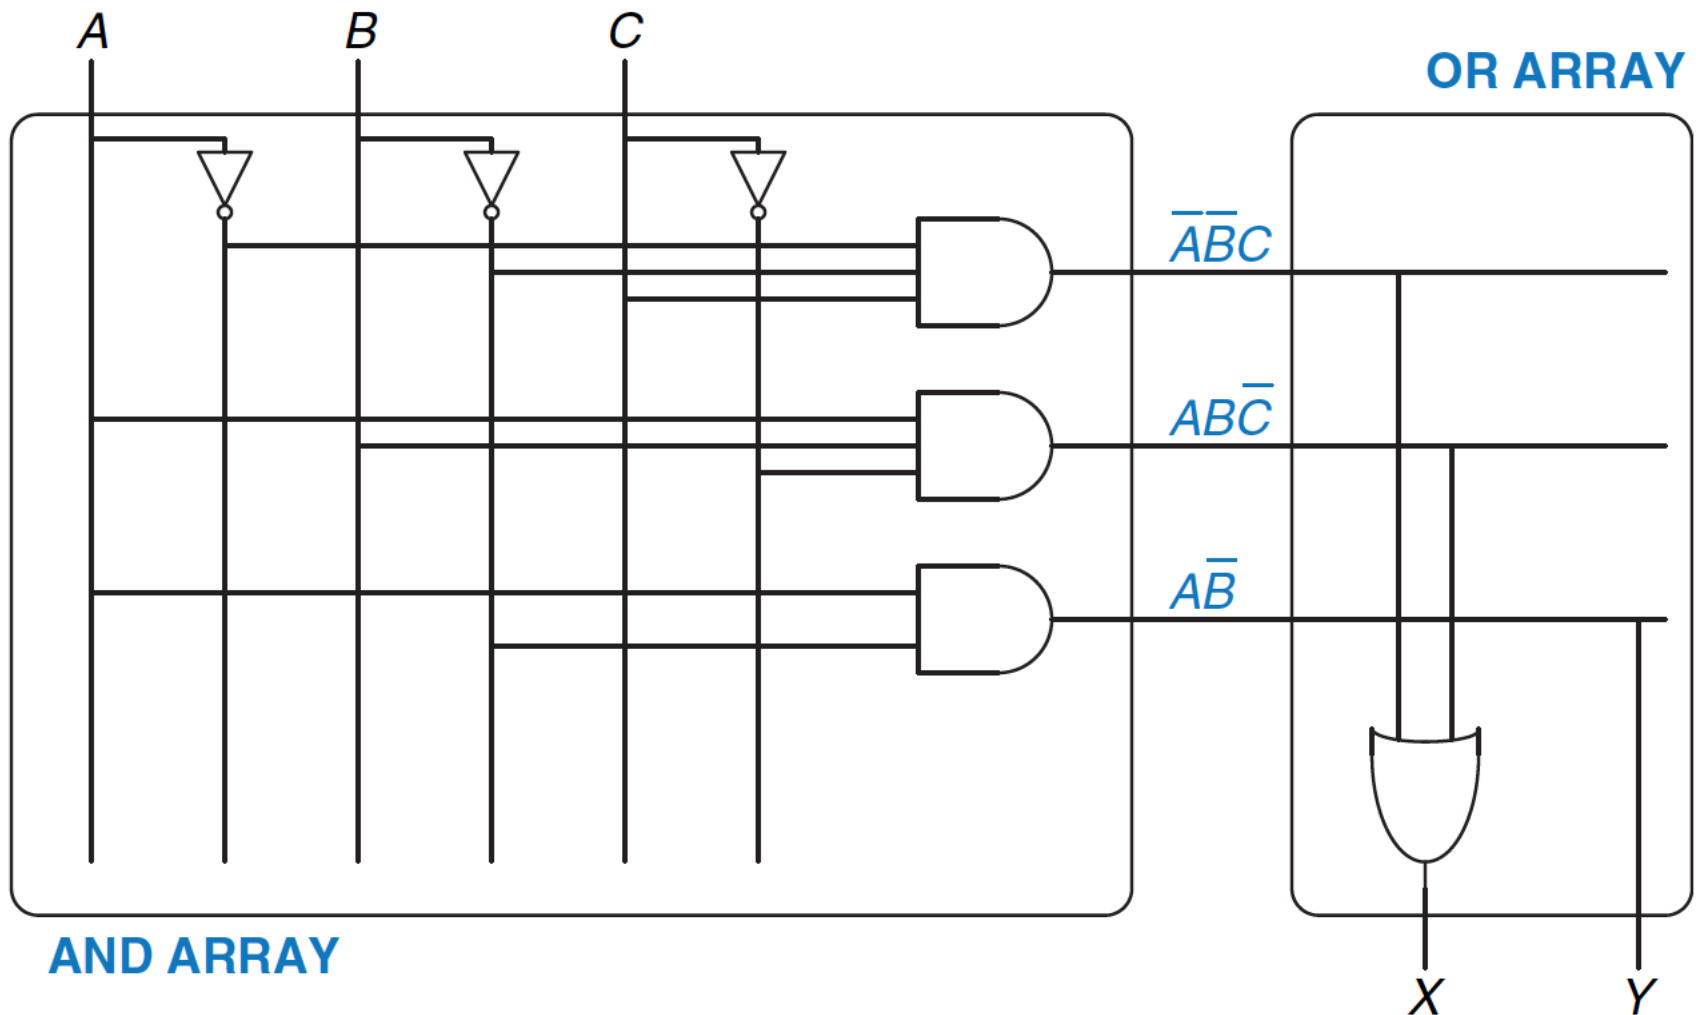 A B C
OR ARRAY
A̅B̅C
ABC̅
AB̅
AND ARRAY
X Y